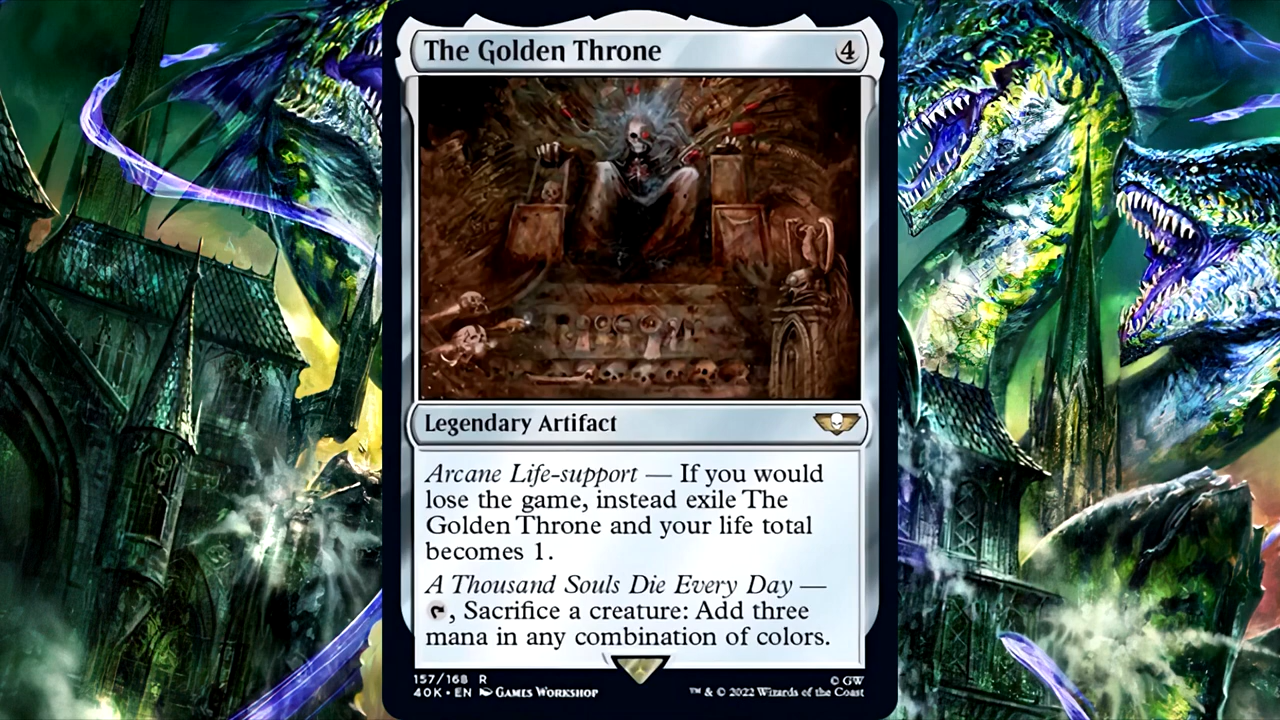 The Golden Throne 4
Legendary Artifact
Arcane Life-support — If you would
lose the game, instead exile The
Golden Throne and your life total
becomes 1.
A Thousand Souls Die Every Day —
, Sacrifice a creature: Add three
mana in any combination of colors.
157/168 R
40K • EN Games Workshop
© GW
™ & © 2022 Wizards of the Coast